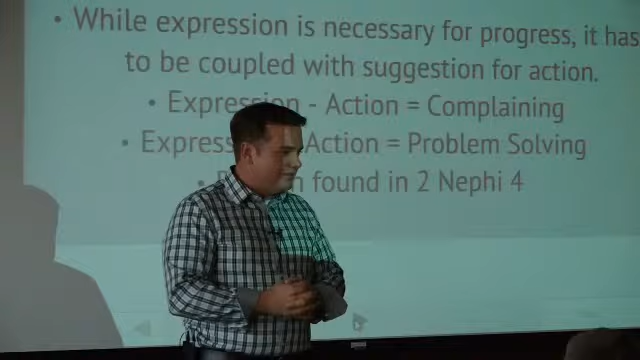 • While expression is necessary for progress, it has
to be coupled with suggestion for action.
• Expression - Action = Complaining
• Express Action = Problem Solving
• found in 2 Nephi 4